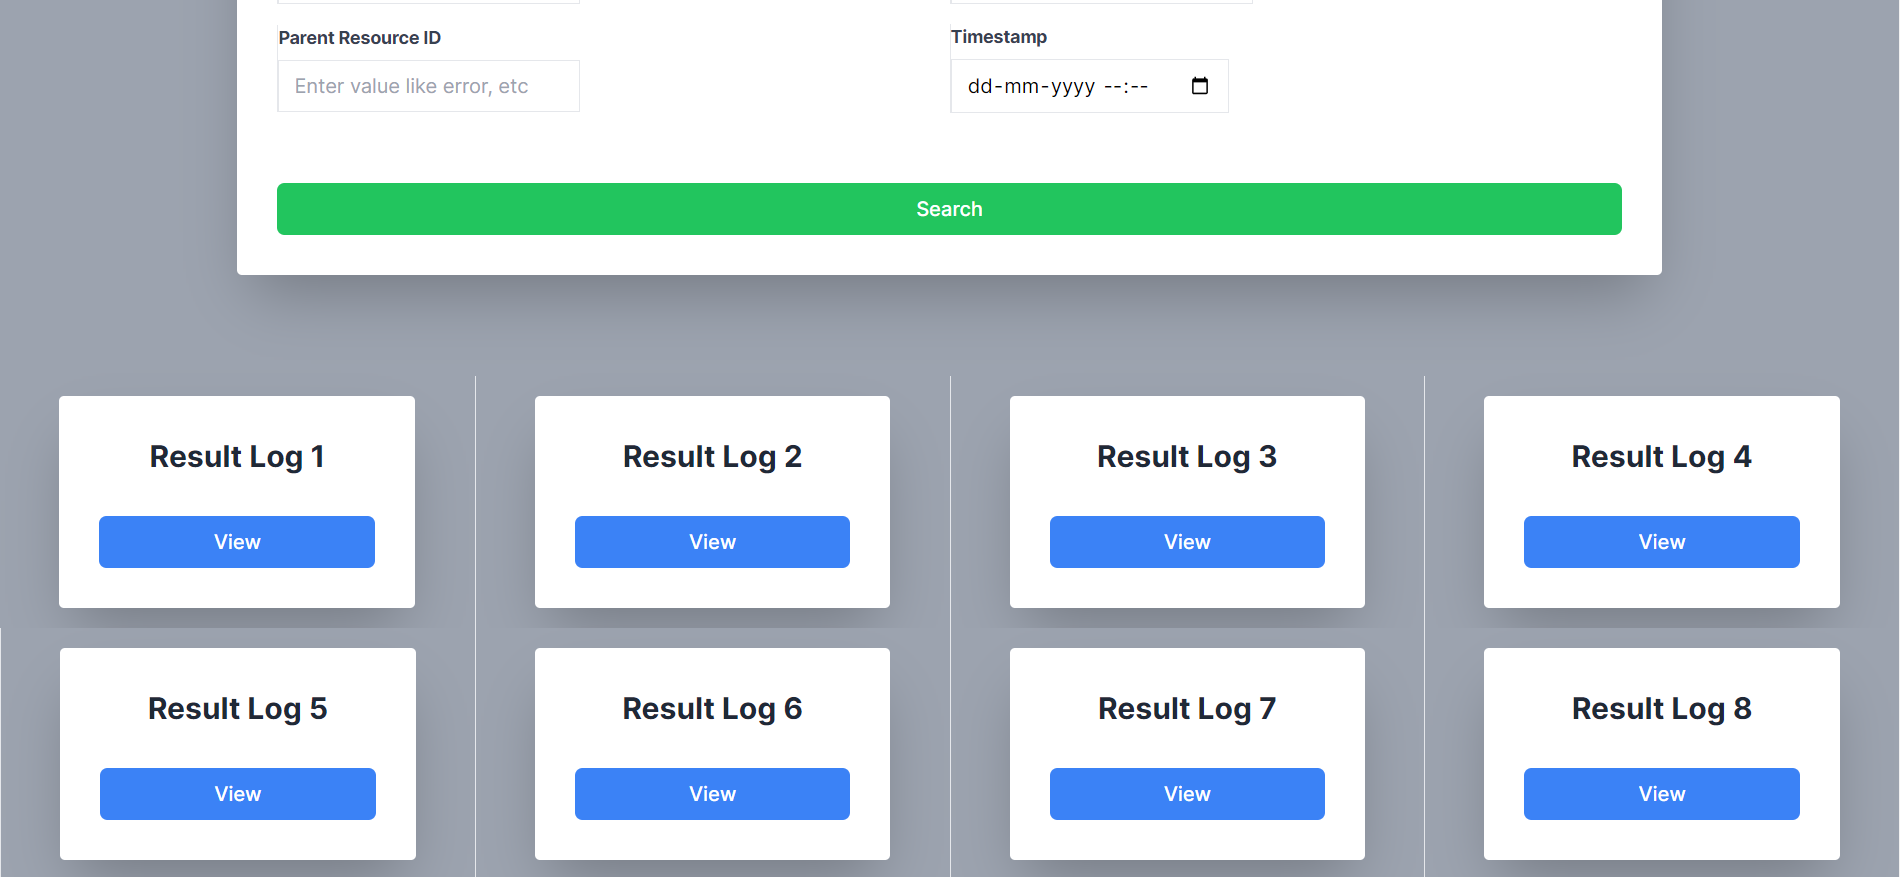 Parent Resource ID
Timestamp
Enter value like error, etc
dd-mm-yyyy --:--
Search
Result Log 1
Result Log 2
Result Log 3
Result Log 4
View
View
View
View
Result Log 5
Result Log 6
Result Log 7
Result Log 8
View
View
View
View